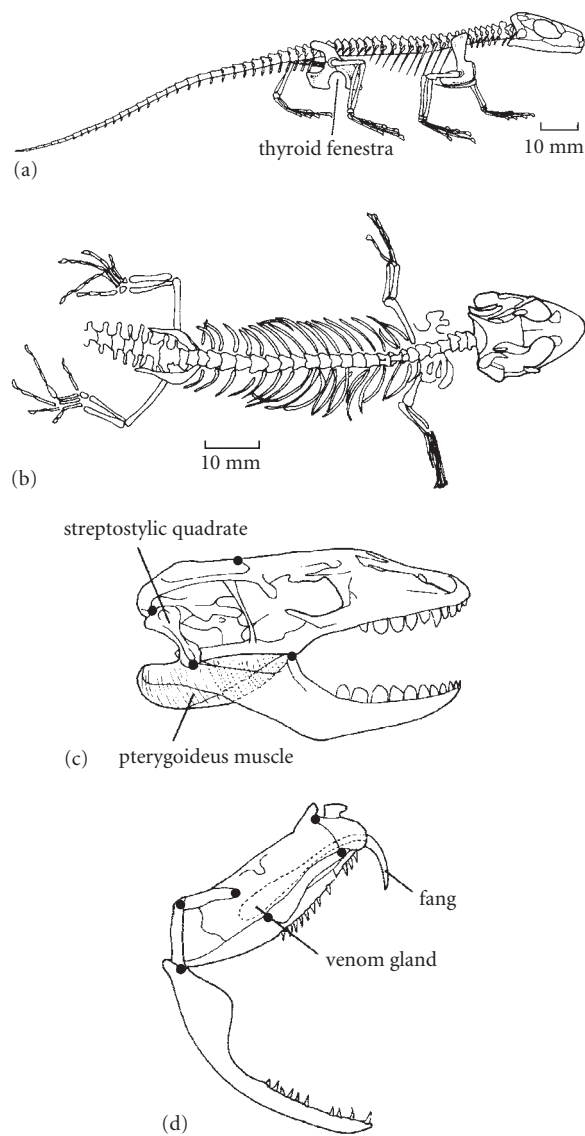 thyroid fenestra
(a)
10 mm
10 mm
(b)
streptostylic quadrate
(c)
pterygoideus muscle
fang
venom gland
(d)